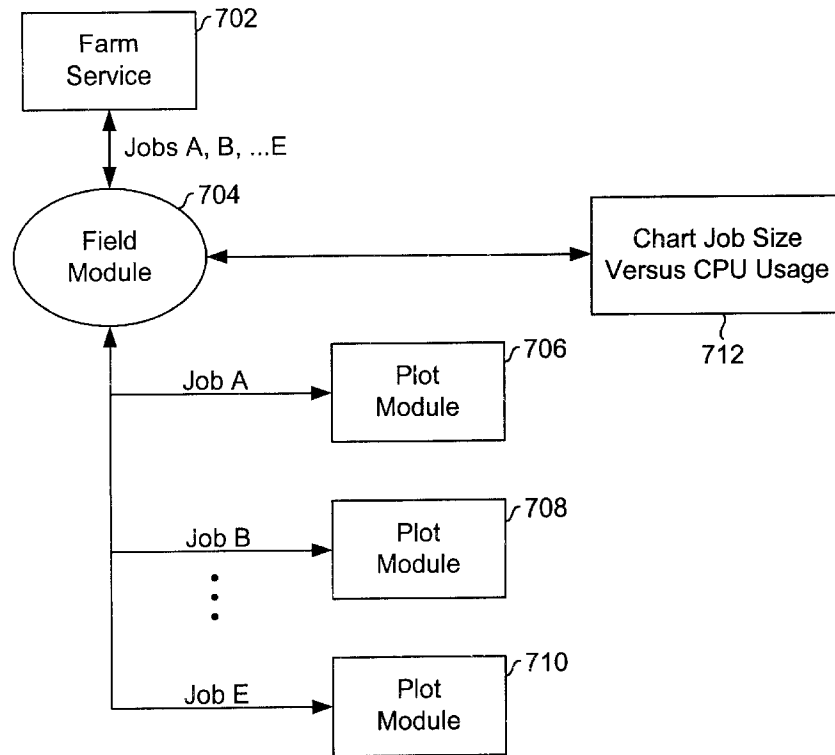 702
Farm
Service
Jobs A, B, ...E
704
Field
Module
Chart Job Size
Versus CPU Usage
712
706
Job A
Plot
Module
708
Job B
Plot
Module
710
Job E
Plot
Module